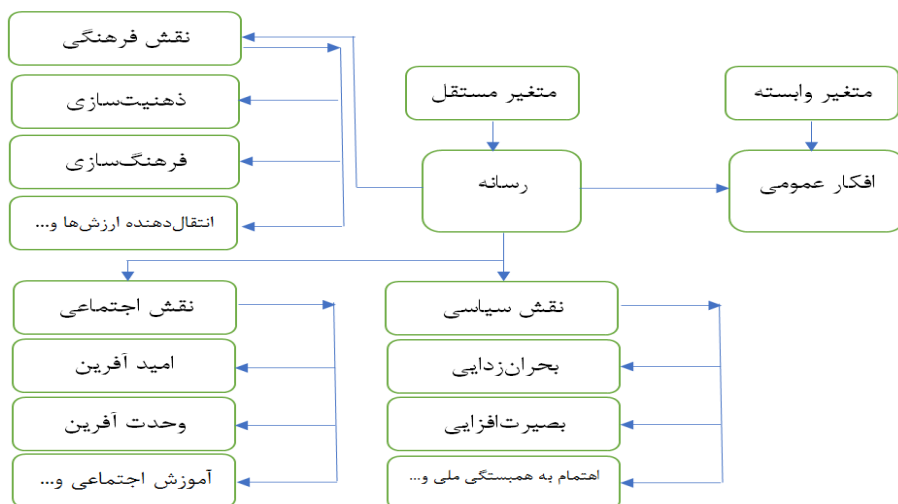 نقش فرهنگی
ذهنیت‌سازی
فرهنگ‌سازی
انتقال‌دهنده ارزش‌ها و...
متغیر مستقل
رسانه
متغیر وابسته
افکار عمومی
نقش اجتماعی
امید آفرین
وحدت آفرین
آموزش اجتماعی و...
نقش سیاسی
بحران‌زدایی
بصیرت‌افزایی
اهتمام به همبستگی ملی و...